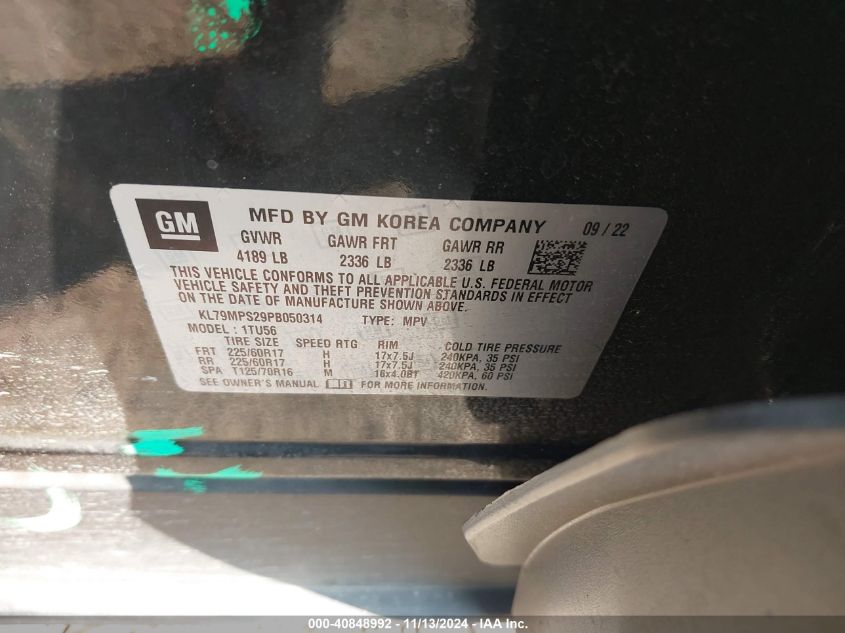 GM MFD BY GM KOREA COMPANY 09 / 22
GVWR GAWR FRT GAWR RR
4189 LB 2336 LB 2336 LB
THIS VEHICLE CONFORMS TO ALL APPLICABLE U.S. FEDERAL MOTOR
VEHICLE SAFETY AND THEFT PREVENTION STANDARDS IN EFFECT
ON THE DATE OF MANUFACTURE SHOWN ABOVE.
KL79MPS29PB050314 TYPE: MPV
MODEL : 1TU56
TIRE SIZE SPEED RTG RIM COLD TIRE PRESSURE
FRT 225/60R17 H 17x7.5J 240KPA, 35 PSI
RR 225/60R17 H 17x7.5J 240KPA, 35 PSI
SPA T125/70R16 M 16x4.0BT 420KPA, 60 PSI
SEE OWNER'S MANUAL FOR MORE INFORMATION.
000-40848992 - 11/13/2024 - IAA Inc.